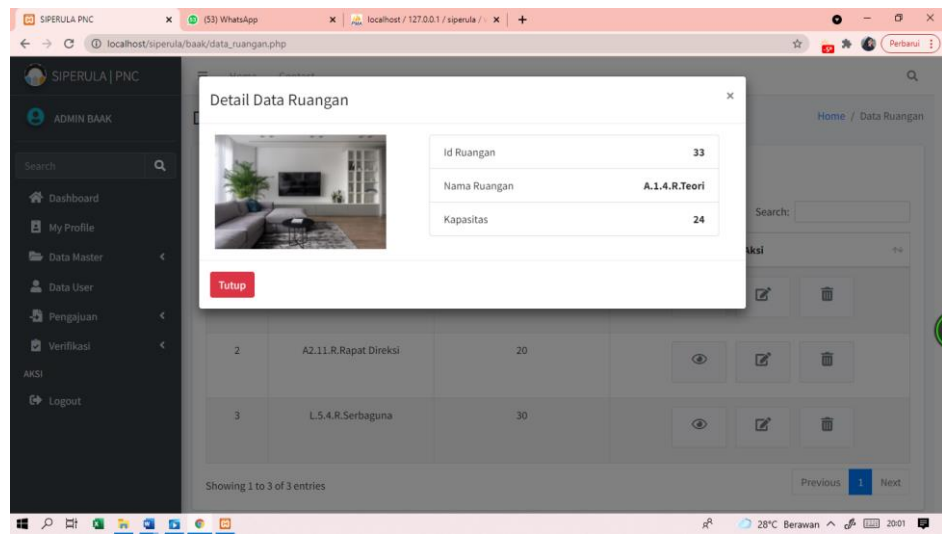 SIPERULA PNC
(53) WhatsApp
localhost / 127.0.0.1 / siperula /
localhost/siperula/baak/data_ruangan.php
Perbarui
SIPERULA | PNC
Home Contact
ADMIN BAAK
Home / Data Ruangan
Detail Data Ruangan
×
Id Ruangan 33
Nama Ruangan A.1.4.R.Teori
Kapasitas 24
Tutup
Search
Dashboard
My Profile
Data Master
Data User
Pengajuan
Verifikasi
AKSI
Logout
Search:
Aksi
2 A2.11.R.Rapat Direksi 20
3 L.5.4.R.Serbaguna 30
Showing 1 to 3 of 3 entries
Previous 1 Next
28°C Berawan 20:01